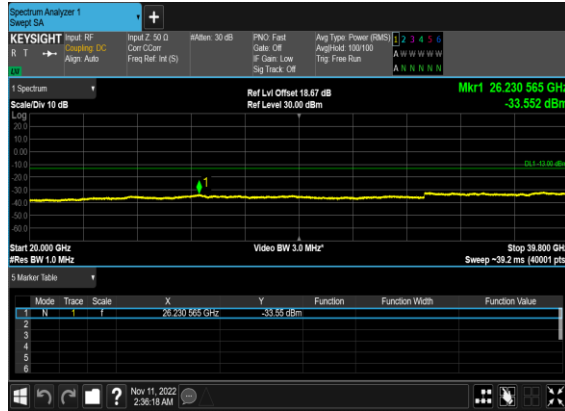 Spectrum Analyzer 1
Swept SA
+
KEYSIGHT Input: RF Input Z: 50 Ω #Atten: 30 dB PNO: Fast Avg Type: Power (RMS) 1 2 3 4 5 6
R T Coupling: DC Corr CCorr Gate: Off Avg|Hold: 100/100 A W W W W W
Align: Auto Freq Ref: Int (S) IF Gain: Low Trig: Free Run
Sig Track: Off A N N N N N
1 Spectrum Ref Lvl Offset 18.67 dB Mkr1 26.230 565 GHz
Scale/Div 10 dB Ref Level 30.00 dBm -33.552 dBm
Log
20.0
10.0
0.00
-10.0 DL1 -13.00 dBm
-20.0
1
-30.0
-40.0
-50.0
-60.0
Start 20.000 GHz Video BW 3.0 MHz* Stop 39.800 GHz
#Res BW 1.0 MHz Sweep ~39.2 ms (40001 pts)
5 Marker Table
Mode Trace Scale X Y Function Function Width Function Value
1 N 1 f 26.230 565 GHz -33.55 dBm
2
3
4
5
6
? Nov 11, 2022
2:36:18 AM